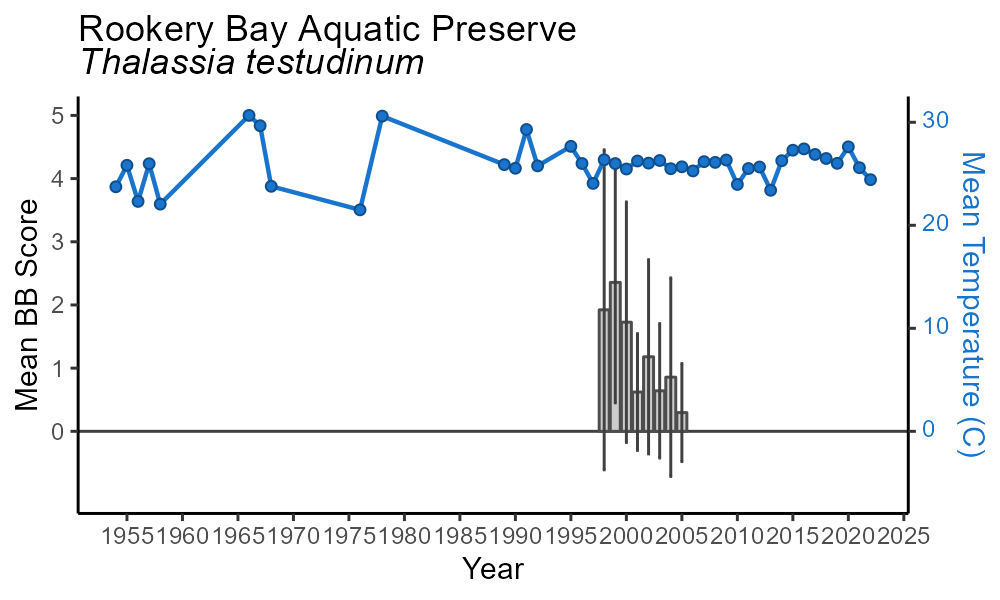 Rookery Bay Aquatic Preserve
Thalassia testudinum
Mean BB Score
5
4
3
2
1
0
30
20
10
0
Mean Temperature (C)
1955 1960 1965 1970 1975 1980 1985 1990 1995 2000 2005 2010 2015 2020 2025
Year